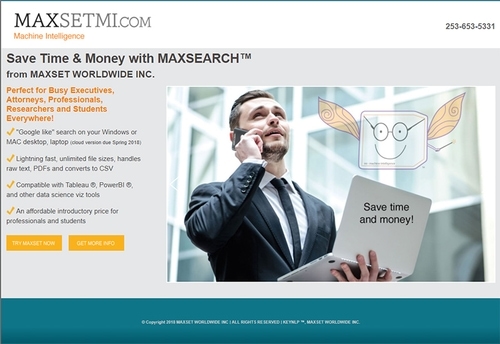 MAXSETMI.COM
Machine Intelligence
253-653-5331
Save Time & Money with MAXSEARCH™
from MAXSET WORLDWIDE INC.
Perfect for Busy Executives,
Attorneys, Professionals,
Researchers and Students
Everywhere!
"Google like" search on your Windows or
MAC desktop, laptop (cloud version due Spring 2018)
Lightning fast, unlimited file sizes, handles
raw text, PDFs and converts to CSV
Compatible with Tableau ®, PowerBI ®,
and other data science viz tools
An affordable introductory price for
professionals and students
TRY MAXSET NOW
GET MORE INFO
Save time
and money!
© Copyright 2018 MAXSET WORLDWIDE INC. | ALL RIGHTS RESERVED | KEYNLP ™, MAXSET WORLDWIDE INC.